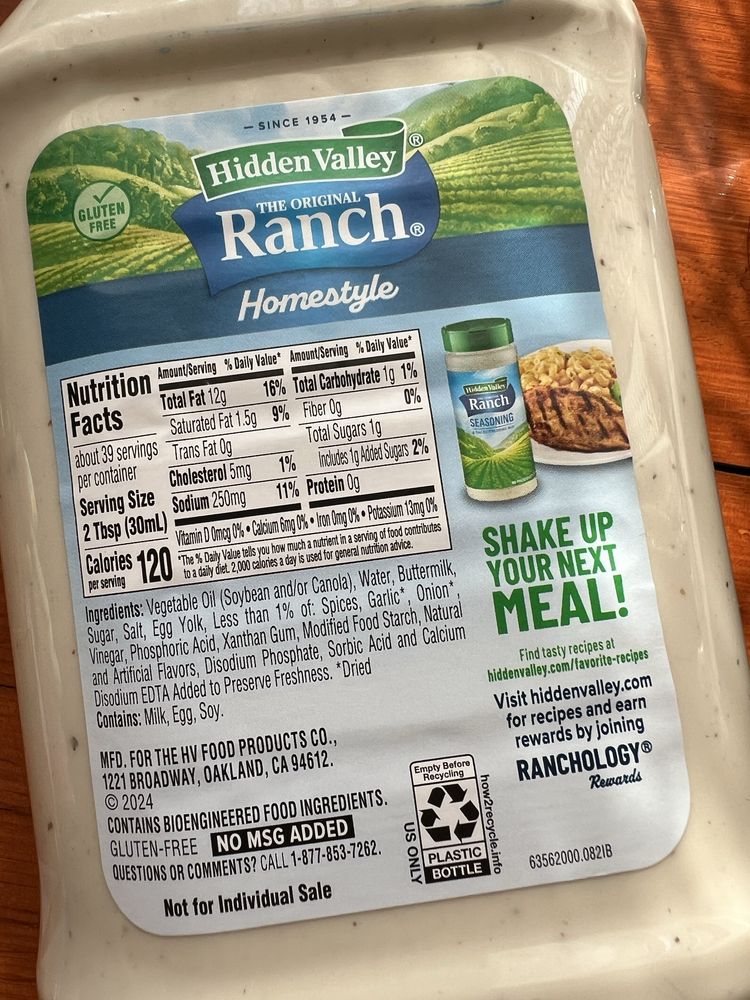 — SINCE 1954 —
Hidden Valley®
THE ORIGINAL
Ranch®
Homestyle
GLUTEN
FREE
Nutrition
Facts
about 39 servings
per container
Serving Size
2 Tbsp (30mL)
Calories 120
per serving
Amount/Serving % Daily Value*
Total Fat 12g 16%
Saturated Fat 1.5g 9%
Trans Fat 0g
Cholesterol 5mg 1%
Sodium 250mg 11%
Amount/Serving % Daily Value*
Total Carbohydrate 1g 1%
Fiber 0g 0%
Total Sugars 1g
Includes 1g Added Sugars 2%
Protein 0g
Vitamin D 0mcg 0% • Calcium 6mg 0% • Iron 0mg 0% • Potassium 13mg 0%
*The % Daily Value tells you how much a nutrient in a serving of food contributes
to a daily diet. 2,000 calories a day is used for general nutrition advice.
Ingredients: Vegetable Oil (Soybean and/or Canola), Water, Buttermilk,
Sugar, Salt, Egg Yolk, Less than 1% of: Spices, Garlic*, Onion*,
Vinegar, Phosphoric Acid, Xanthan Gum, Modified Food Starch, Natural
and Artificial Flavors, Disodium Phosphate, Sorbic Acid and Calcium
Disodium EDTA Added to Preserve Freshness. *Dried
Contains: Milk, Egg, Soy.
MFD. FOR THE HV FOOD PRODUCTS CO.,
1221 BROADWAY, OAKLAND, CA 94612.
© 2024
CONTAINS BIOENGINEERED FOOD INGREDIENTS.
GLUTEN-FREE NO MSG ADDED
QUESTIONS OR COMMENTS? CALL 1-877-853-7262.
Not for Individual Sale
Hidden Valley
Ranch
SEASONING
SHAKE UP
YOUR NEXT
MEAL!
Find tasty recipes at
hiddenvalley.com/favorite-recipes
Visit hiddenvalley.com
for recipes and earn
rewards by joining
RANCHOLOGY®
Rewards
Empty Before
Recycling
PLASTIC
BOTTLE
US ONLY
how2recycle.info
63562000.082IB